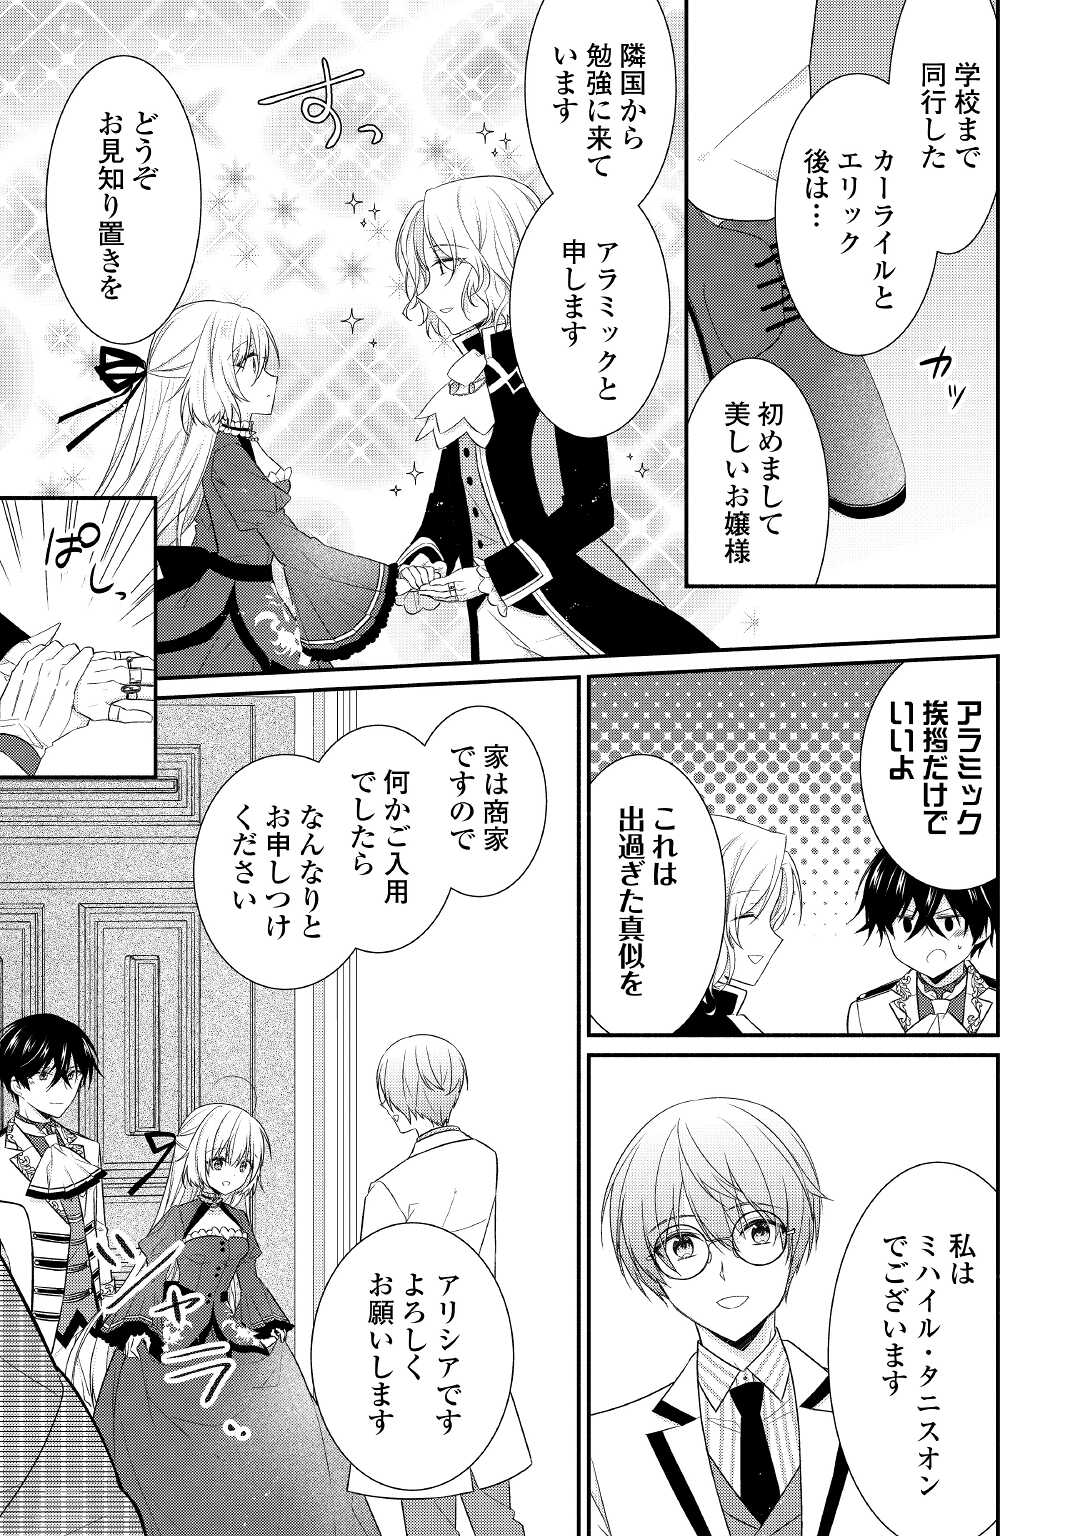 学校まで
同行した
カーライルと
エリック
後は…
カッ
初めまして
美しいお嬢様
隣国から
勉強に来て
います
アラミックと
申します
すっ
どうぞ
お見知り置きを
ぱしっ
アラミック
挨拶だけで
いいよ
これは
出過ぎた真似を
私は
ミハイル・タニスオン
でございます
家は商家
ですので
何かご入用
でしたら
なんなりと
お申しつけ
ください
アリシアです
よろしく
お願いします